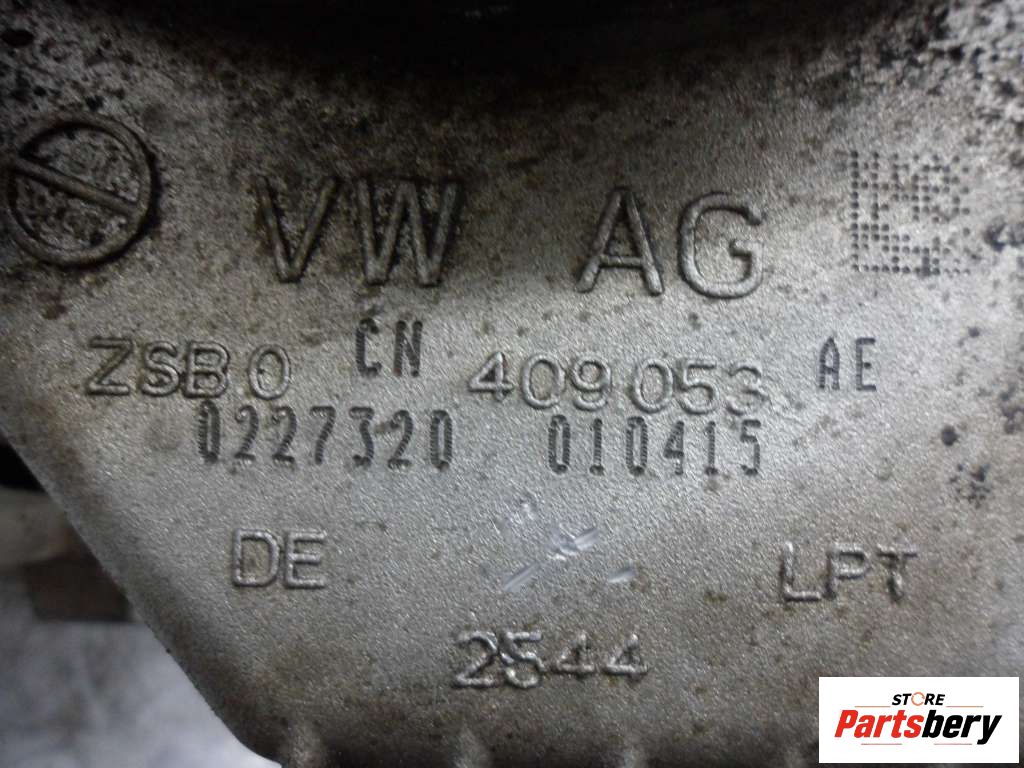 VW AG
ZSB 0 CN 409 053 AE
0227320 010415
DE LPT
2544
STORE
Partsbery